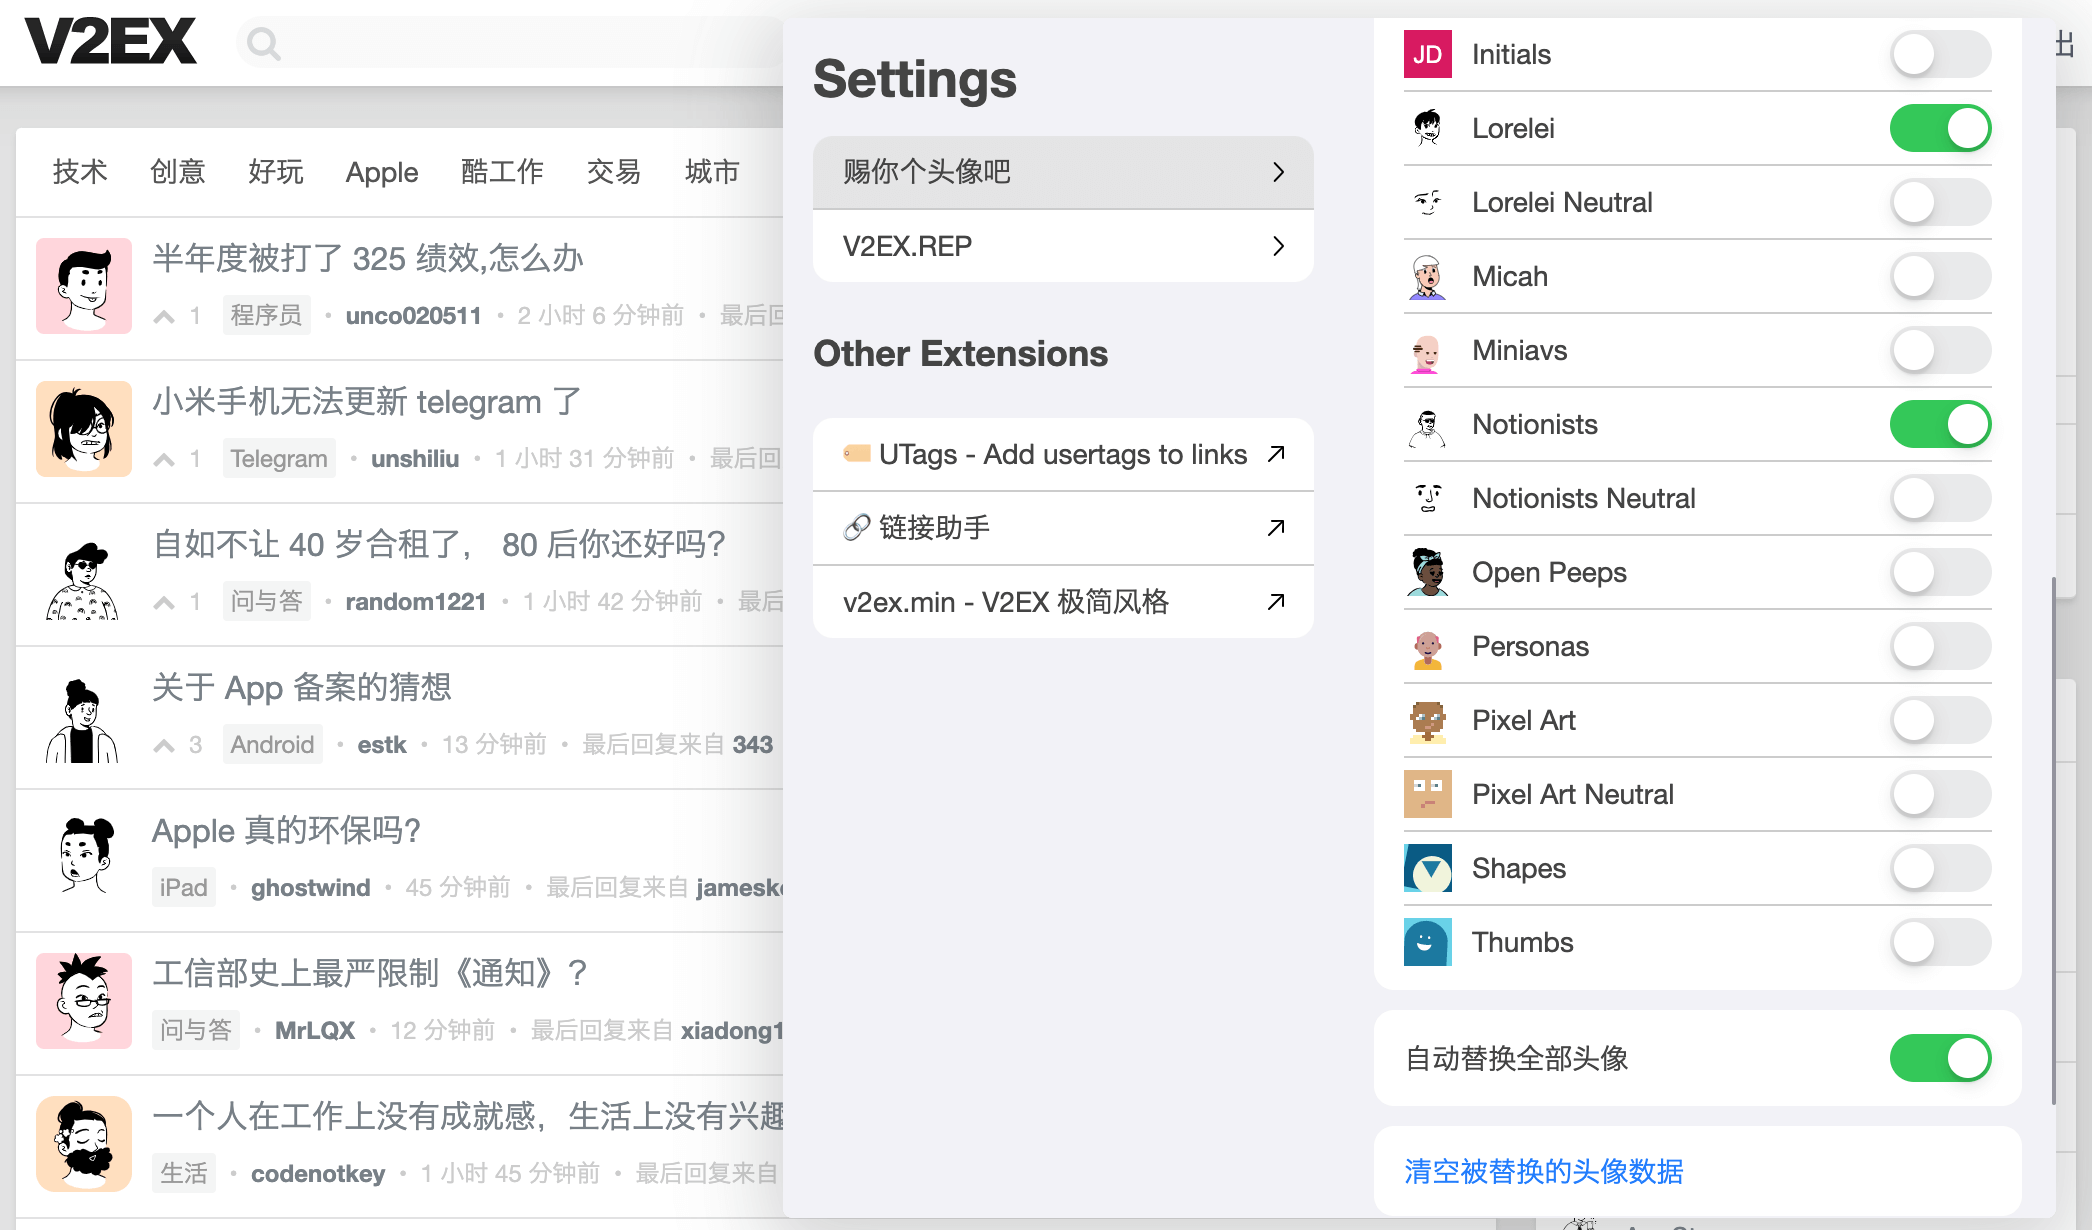 V2EX
出
技术 创意 好玩 Apple 酷工作 交易 城市
半年度被打了 325 绩效,怎么办
1 程序员 • unco020511 • 2 小时 6 分钟前 • 最后回
小米手机无法更新 telegram 了
1 Telegram • unshiliu • 1 小时 31 分钟前 • 最后回
自如不让 40 岁合租了， 80 后你还好吗?
1 问与答 • random1221 • 1 小时 42 分钟前 • 最后
关于 App 备案的猜想
3 Android • estk • 13 分钟前 • 最后回复来自 343
Apple 真的环保吗?
iPad • ghostwind • 45 分钟前 • 最后回复来自 jamesk
工信部史上最严限制《通知》?
问与答 • MrLQX • 12 分钟前 • 最后回复来自 xiadong1
一个人在工作上没有成就感，生活上没有兴趣
生活 • codenotkey • 1 小时 45 分钟前 • 最后回复来自
Settings
赐你个头像吧
V2EX.REP
Other Extensions
UTags - Add usertags to links
链接助手
v2ex.min - V2EX 极简风格
JD Initials
Lorelei
Lorelei Neutral
Micah
Miniavs
Notionists
Notionists Neutral
Open Peeps
Personas
Pixel Art
Pixel Art Neutral
Shapes
Thumbs
自动替换全部头像
清空被替换的头像数据